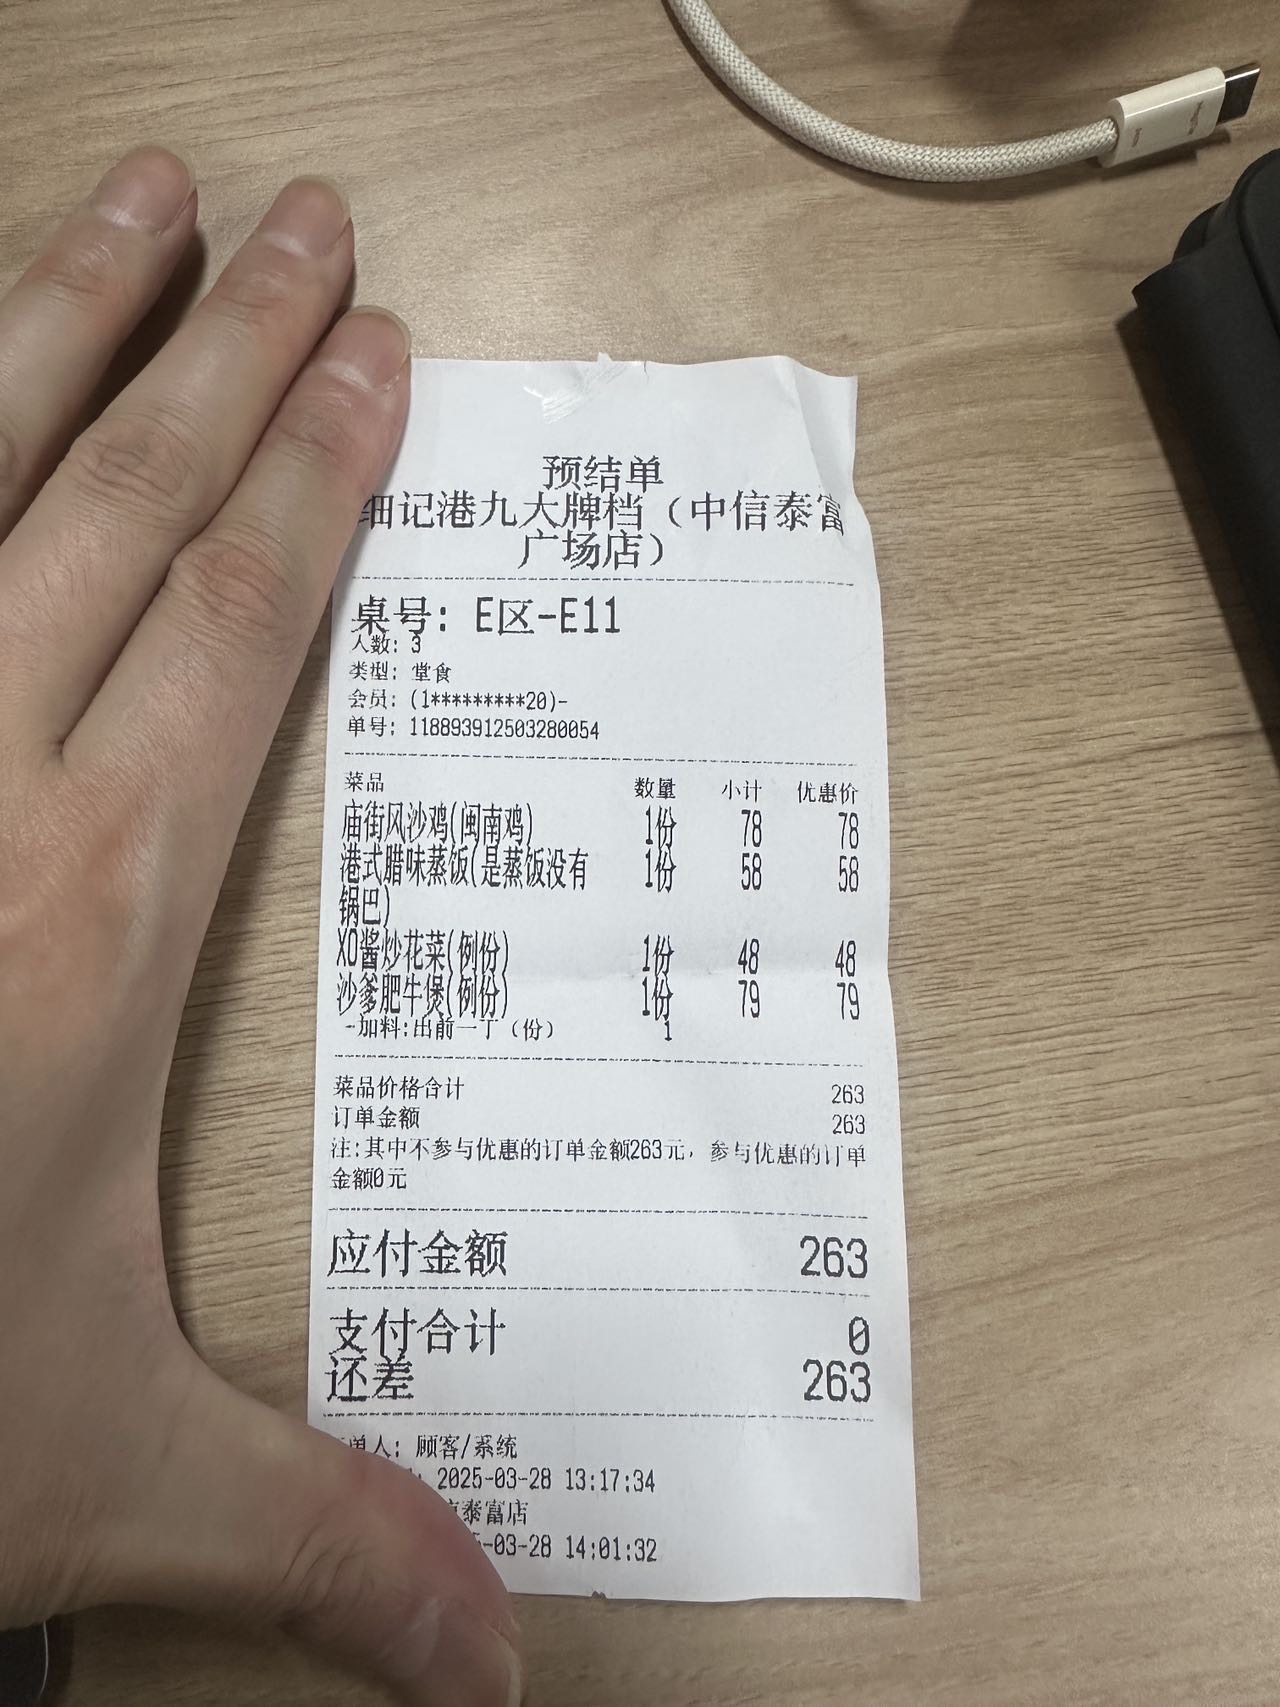 预结单
细记港九大牌档（中信泰富
广场店）
桌号: E区-E11
人数: 3
类型: 堂食
会员: (1*********20)-
单号: 118893912503280054
菜品 数量 小计 优惠价
庙街风沙鸡(闽南鸡) 1份 78 78
港式腊味蒸饭(是蒸饭没有 1份 58 58
锅巴)
XO酱炒花菜(例份) 1份 48 48
沙爹肥牛煲(例份) 1份 79 79
-加料:出前一丁（份） 1
菜品价格合计 263
订单金额 263
注:其中不参与优惠的订单金额263元，参与优惠的订单
金额0元
应付金额 263
支付合计 0
还差 263
单人: 顾客/系统
: 2025-03-28 13:17:34
泰富店
-03-28 14:01:32